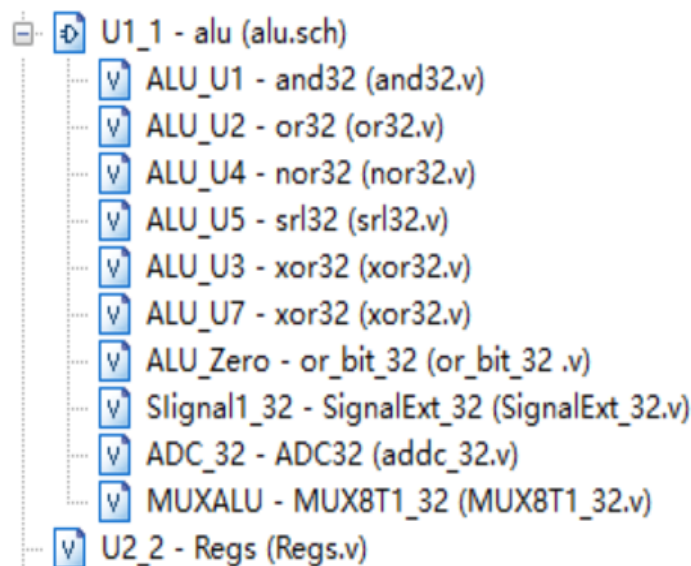 U1_1 - alu (alu.sch)
ALU_U1 - and32 (and32.v)
ALU_U2 - or32 (or32.v)
ALU_U4 - nor32 (nor32.v)
ALU_U5 - srl32 (srl32.v)
ALU_U3 - xor32 (xor32.v)
ALU_U7 - xor32 (xor32.v)
ALU_Zero - or_bit_32 (or_bit_32 .v)
SIignal1_32 - SignalExt_32 (SignalExt_32.v)
ADC_32 - ADC32 (addc_32.v)
MUXALU - MUX8T1_32 (MUX8T1_32.v)
U2_2 - Regs (Regs.v)